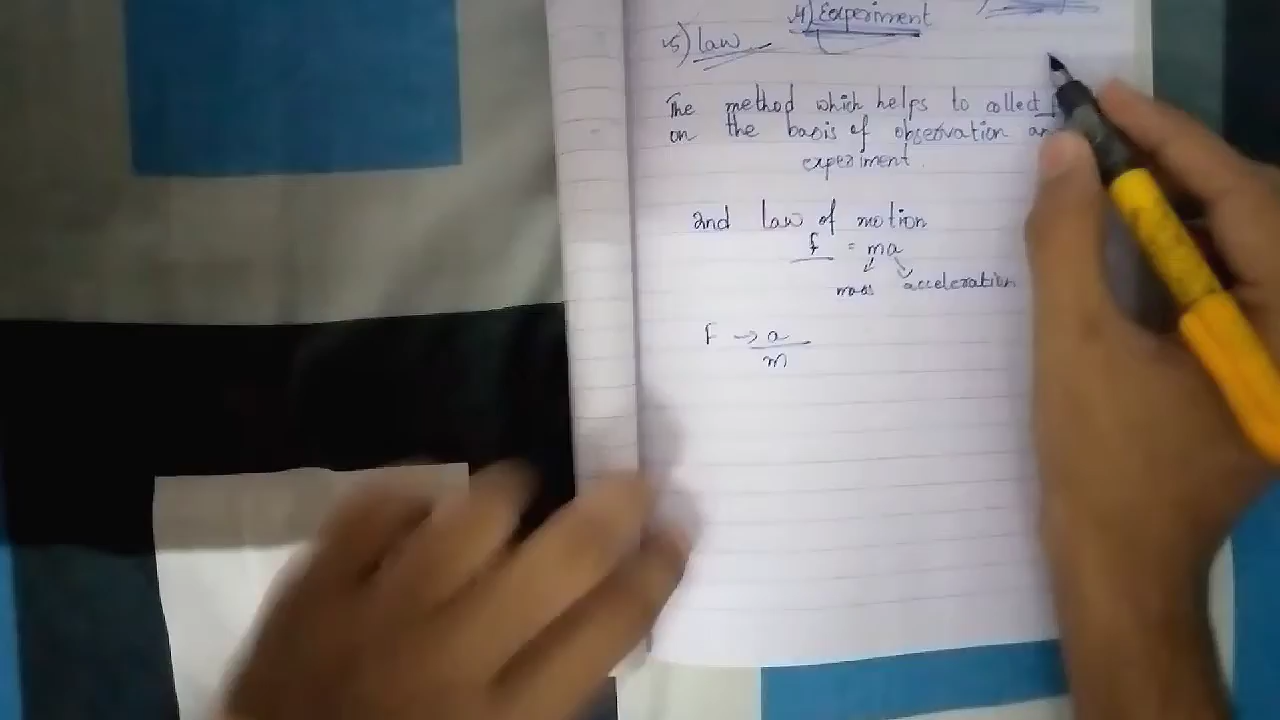 4) Experiment
5) law
The method which helps to collect
on the basis of observation
experiment.
2nd law of motion
f = ma
mass acceleration
F → a
m